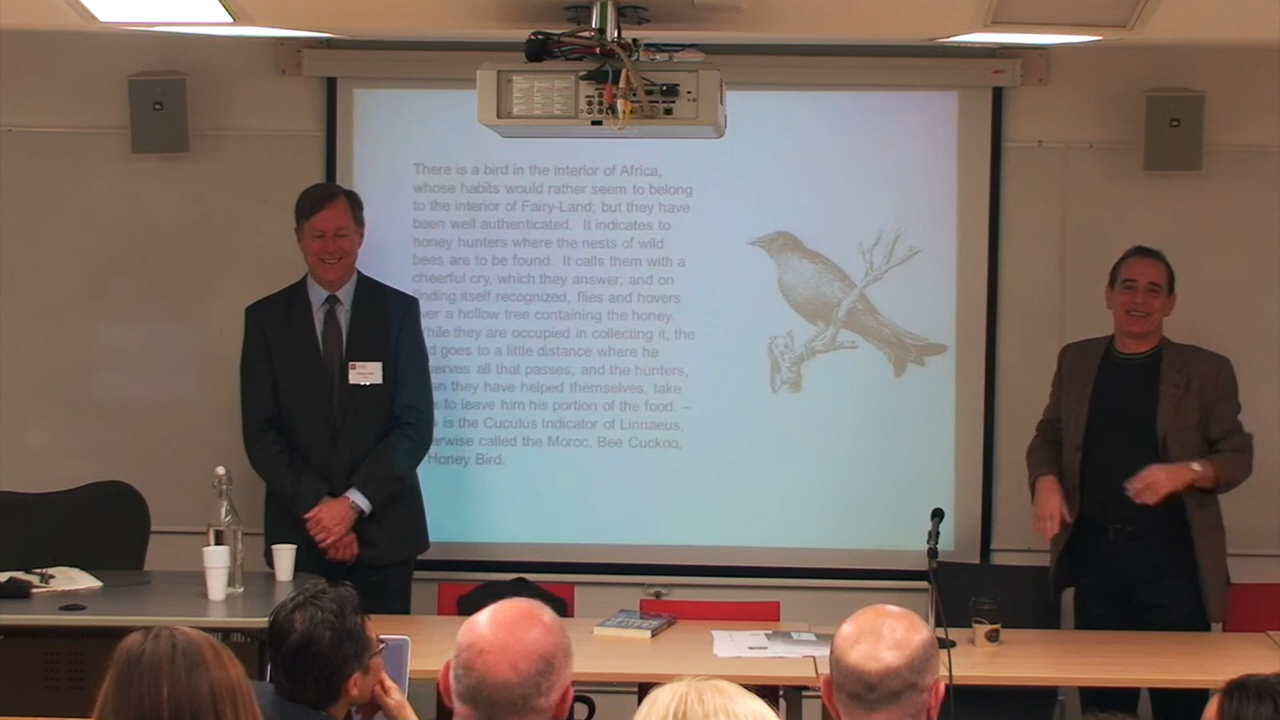 There is a bird in the interior of Africa,
whose habits would rather seem to belong
to the interior of Fairy-Land; but they have
been well authenticated. It indicates to
honey hunters where the nests of wild
bees are to be found. It calls them with a
cheerful cry, which they answer; and on
finding itself recognized, flies and hovers
over a hollow tree containing the honey.
While they are occupied in collecting it, the
goes to a little distance where he
all that passes; and the hunters,
they have helped themselves, take
to leave him his portion of the food. –
is the Cuculus Indicator of Linnaeus,
called the Moroc, Bee Cuckoo,
Honey Bird.